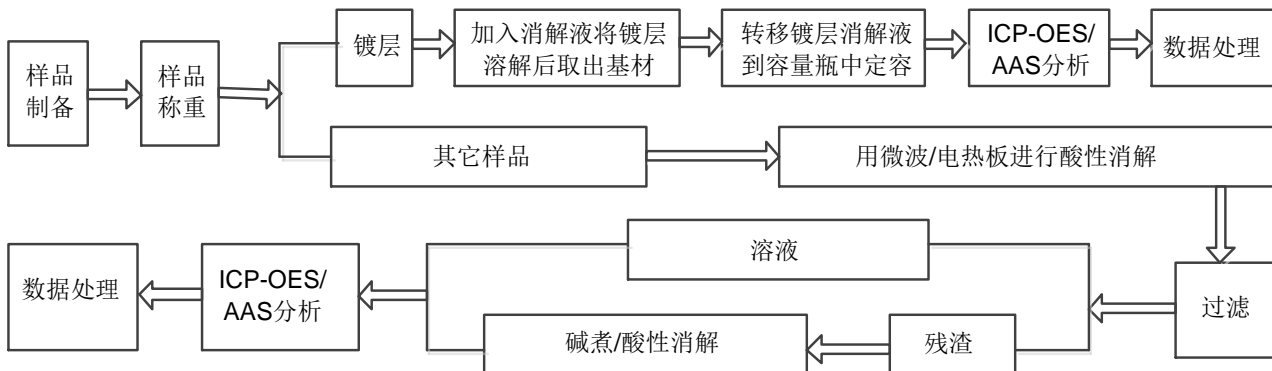 样品
制备
样品
称重
镀层
加入消解液将镀层
溶解后取出基材
转移镀层消解液
到容量瓶中定容
ICP-OES/
AAS分析
数据处理
其它样品
用微波/电热板进行酸性消解
数据处理
ICP-OES/
AAS分析
溶液
碱煮/酸性消解
残渣
过滤